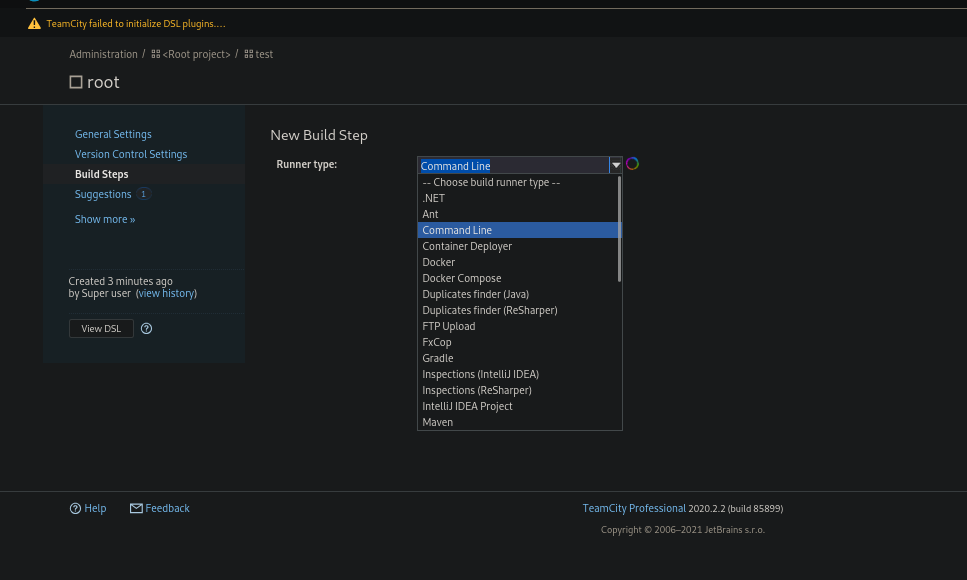 TeamCity failed to initialize DSL plugins....
Administration / <Root project> / test
root
General Settings
Version Control Settings
Build Steps
Suggestions 1
Show more »
Created 3 minutes ago
by Super user (view history)
View DSL
New Build Step
Runner type:
Command Line
-- Choose build runner type --
.NET
Ant
Command Line
Container Deployer
Docker
Docker Compose
Duplicates finder (Java)
Duplicates finder (ReSharper)
FTP Upload
FxCop
Gradle
Inspections (IntelliJ IDEA)
Inspections (ReSharper)
IntelliJ IDEA Project
Maven
Help
Feedback
TeamCity Professional 2020.2.2 (build 85899)
Copyright © 2006–2021 JetBrains s.r.o.